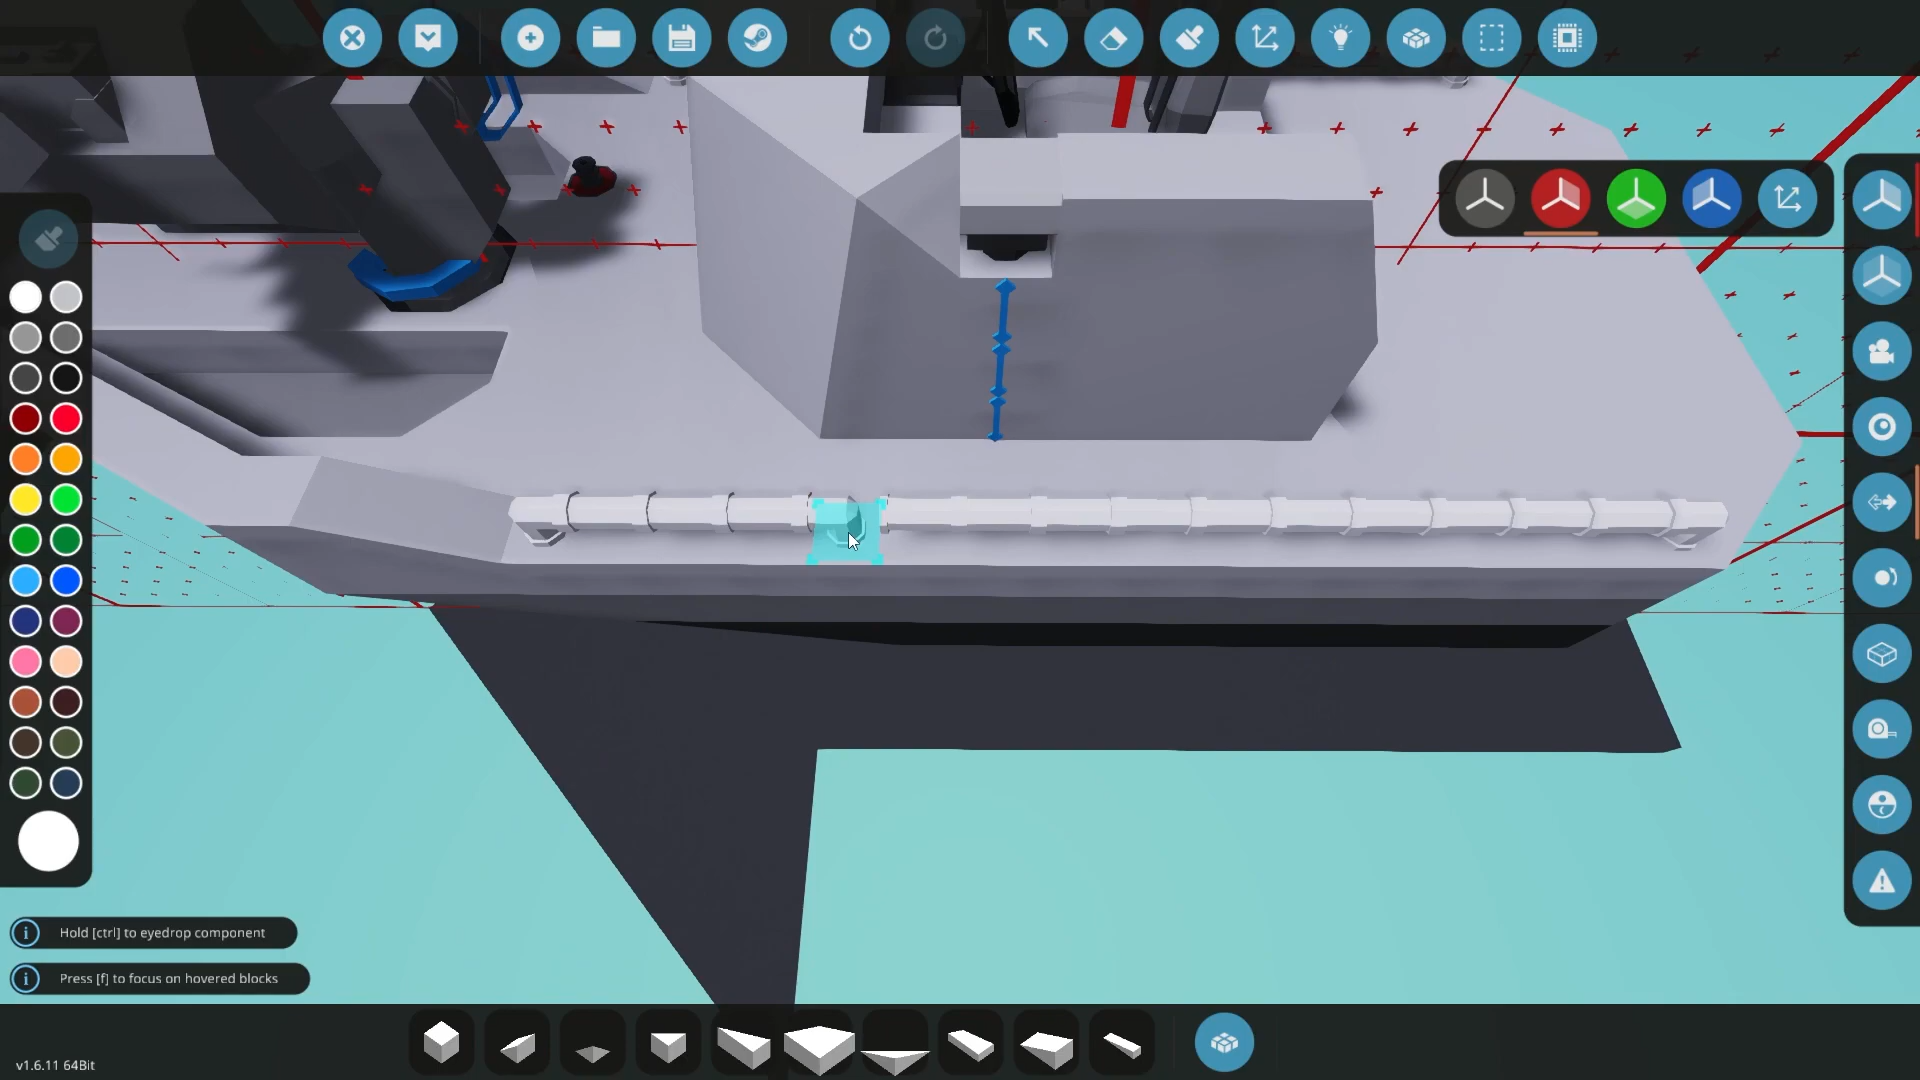 Hold [ctrl] to eyedrop component
Press [f] to focus on hovered blocks
v1.6.11 64Bit